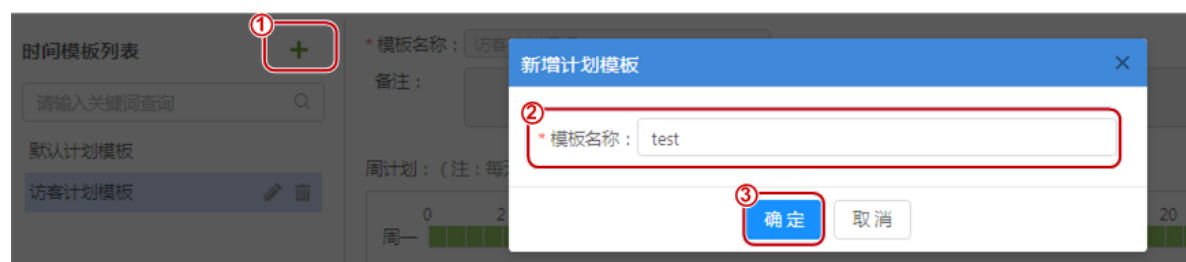 ①
时间模板列表 +
* 模板名称： 访客
新增计划模板 ×
备注：
请输入关键词查询
②
* 模板名称： test
默认计划模板
周计划：（注：每
访客计划模板
③
确定 取消
0 2 20
周一